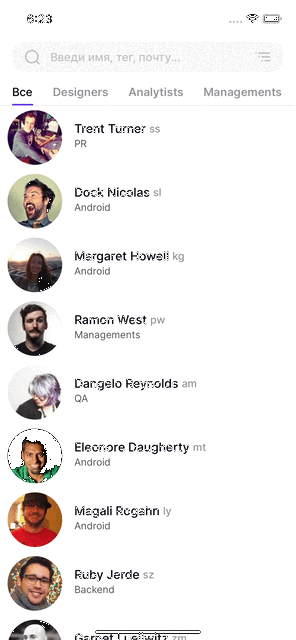 6:23
Введи имя, тег, почту...
Все Designers Analytists Managements
Trent Turner ss
PR
Dock Nicolas sl
Android
Margaret Howell kg
Android
Ramon West pw
Managements
Dangelo Reynolds am
QA
Eleonore Daugherty mt
Android
Magali Rogahn ly
Android
Ruby Jerde sz
Backend
zm